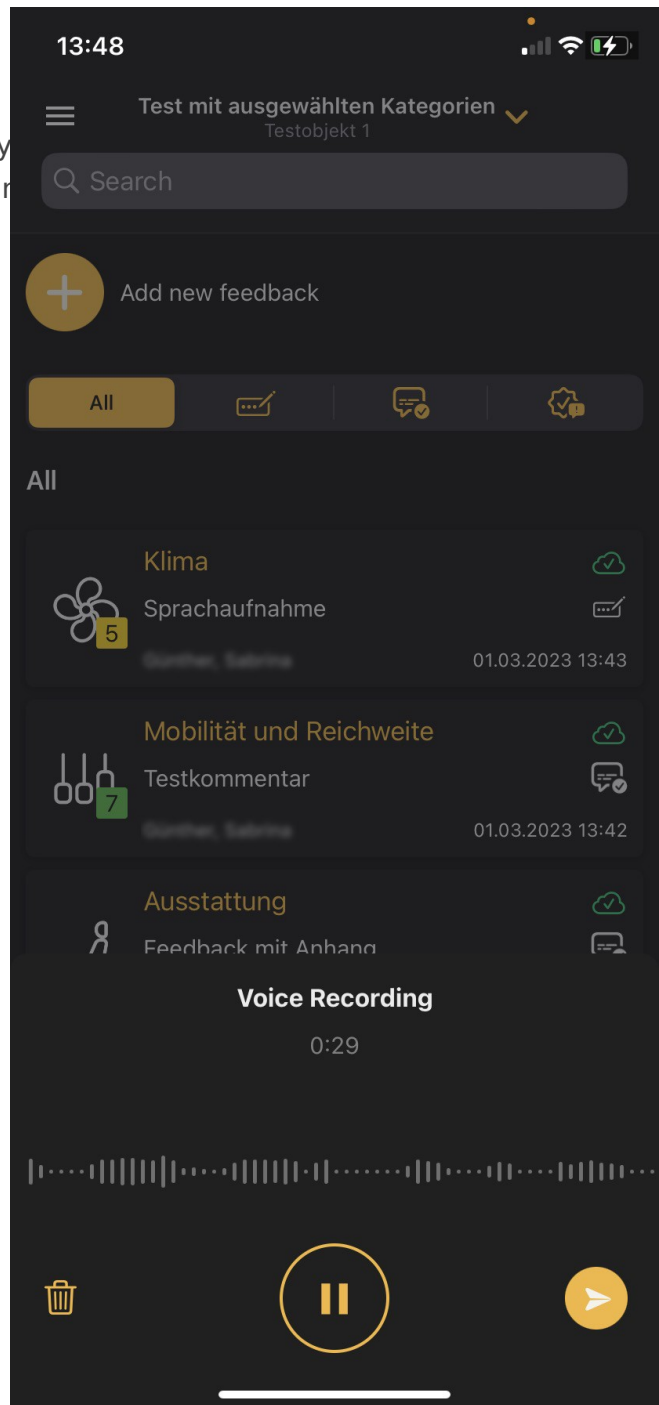 13:48
Test mit ausgewählten Kategorien
Testobjekt 1
y
r
Search
Add new feedback
All
All
Klima
Sprachaufnahme
5
01.03.2023 13:43
Mobilität und Reichweite
Testkommentar
7
01.03.2023 13:42
Ausstattung
Feedback mit Anhang
Voice Recording
0:29